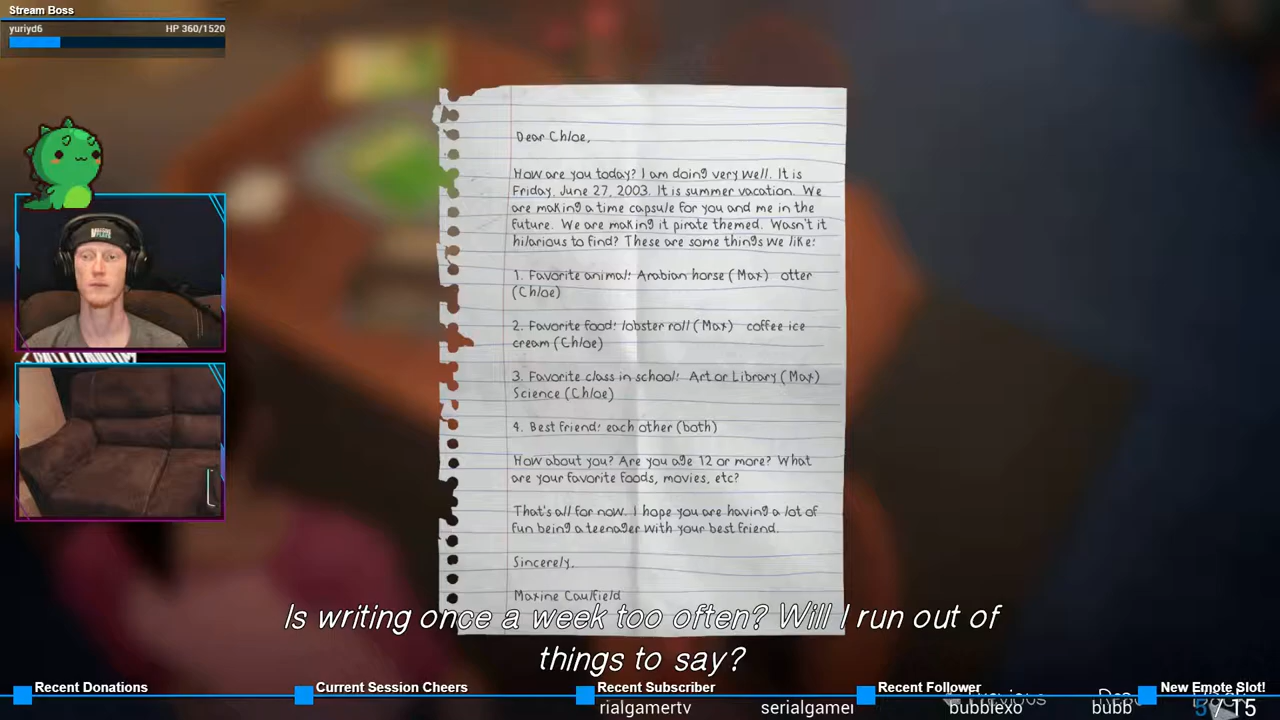 Stream Boss
yuriyd6
HP 360/1520
Dear Chloe,
How are you today? I am doing very well. It is
Friday, June 27, 2003. It is summer vacation. We
are making a time capsule for you and me in the
future. We are making it pirate themed. Wasn't it
hilarious to find? These are some things we like:
1. Favorite animal: Arabian horse (Max) otter
(Chloe)
2. Favorite food: lobster roll (Max) coffee ice
cream (Chloe)
3. Favorite class in school: Art or Library (Max)
Science (Chloe)
4. Best friend: each other (both)
How about you? Are you age 12 or more? What
are your favorite foods, movies, etc?
That's all for now. I hope you are having a lot of
fun being a teenager with your best friend.
Sincerely,
Maxine Caulfield
Is writing once a week too often? Will I run out of
things to say?
Recent Donations
Current Session Cheers
Recent Subscriber
Recent Follower
New Emote Slot!
rialgamertv
serialgamer
Previous
bubblexo
bubb
5 / 15